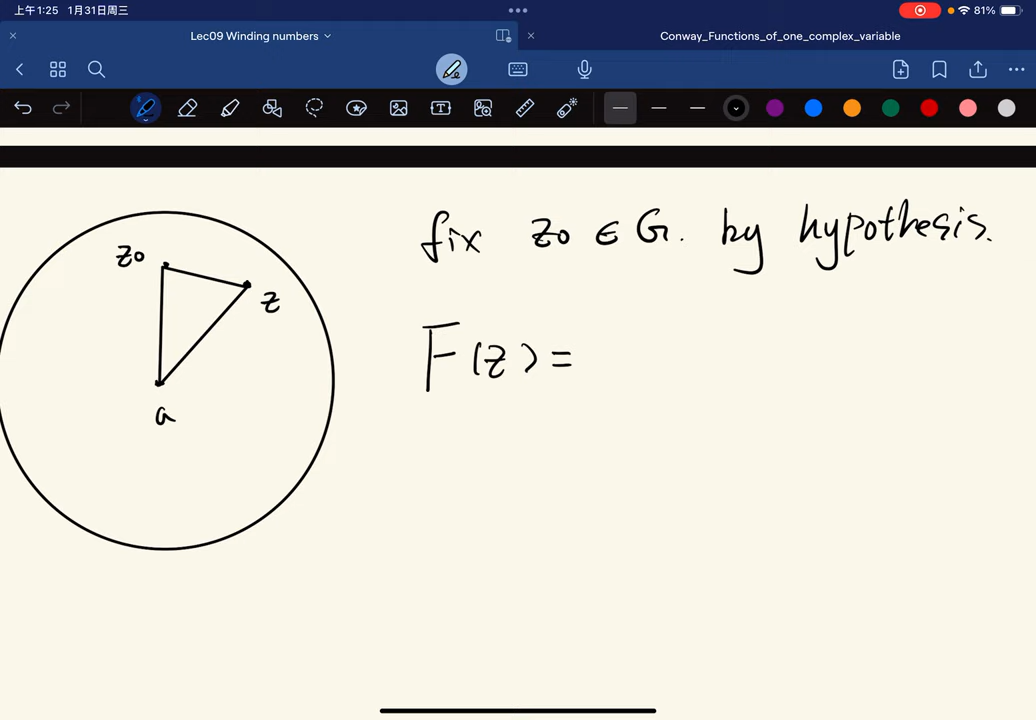 上午1:25 1月31日周三
81%
Lec09 Winding numbers
Conway_Functions_of_one_complex_variable
fix z0 ∈ G. by hypothesis.
z0
z
F(z) =
a